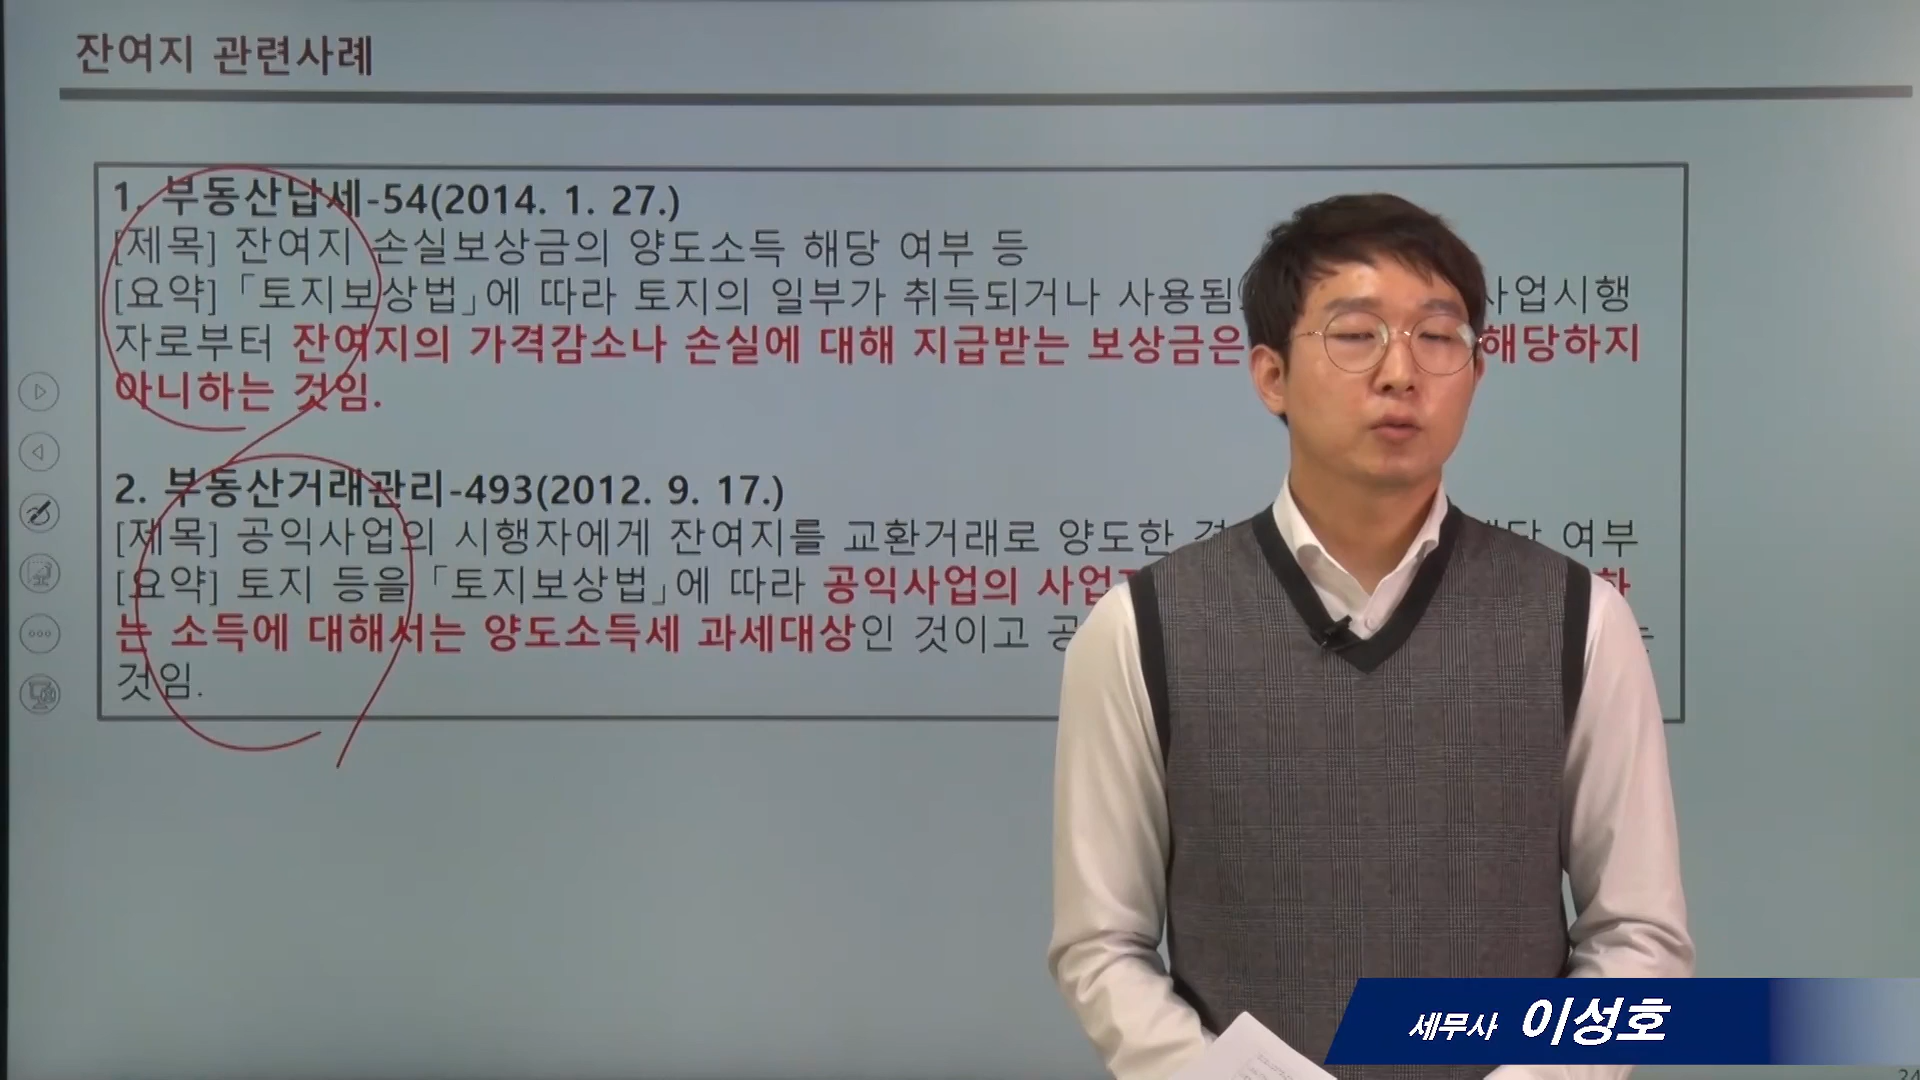 잔여지 관련사례
1. 부동산납세-54(2014. 1. 27.)
[제목] 잔여지 손실보상금의 양도소득 해당 여부 등
[요약] 「토지보상법」에 따라 토지의 일부가 취득되거나 사용됨 사업시행
자로부터 잔여지의 가격감소나 손실에 대해 지급받는 보상금은 해당하지
아니하는 것임.
2. 부동산거래관리-493(2012. 9. 17.)
[제목] 공익사업의 시행자에게 잔여지를 교환거래로 양도한 여부
[요약] 토지 등을 「토지보상법」에 따라 공익사업의
는 소득에 대해서는 양도소득세 과세대상인 것이고
것임.
세무사 이성호
24